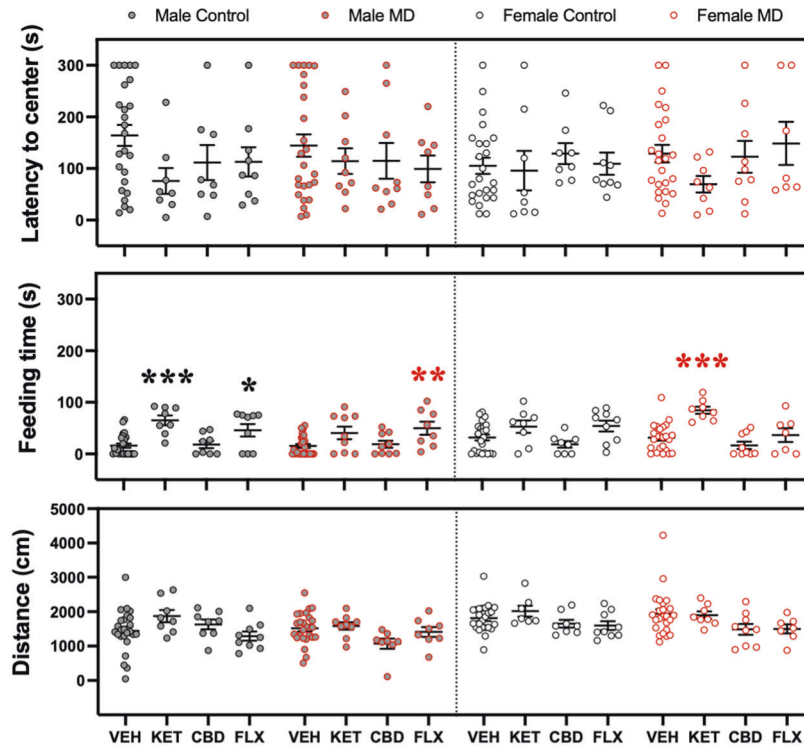 Male Control Male MD Female Control Female MD
Latency to center (s)
300
200
100
0
Feeding time (s)
300
200
100
0
*** * ** ***
Distance (cm)
5000
4000
3000
2000
1000
0
VEH KET CBD FLX VEH KET CBD FLX VEH KET CBD FLX VEH KET CBD FLX